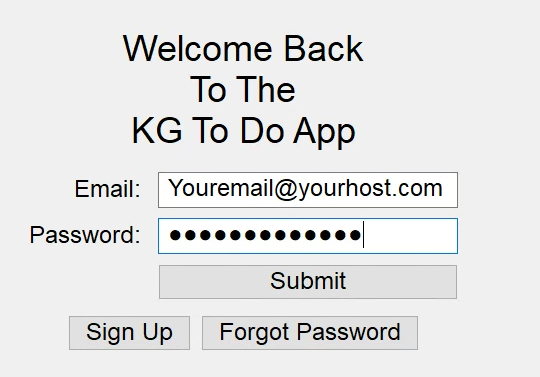 Welcome Back
To The
KG To Do App
Email: Youremail@yourhost.com
Password: ●●●●●●●●●●●●●
Submit
Sign Up Forgot Password